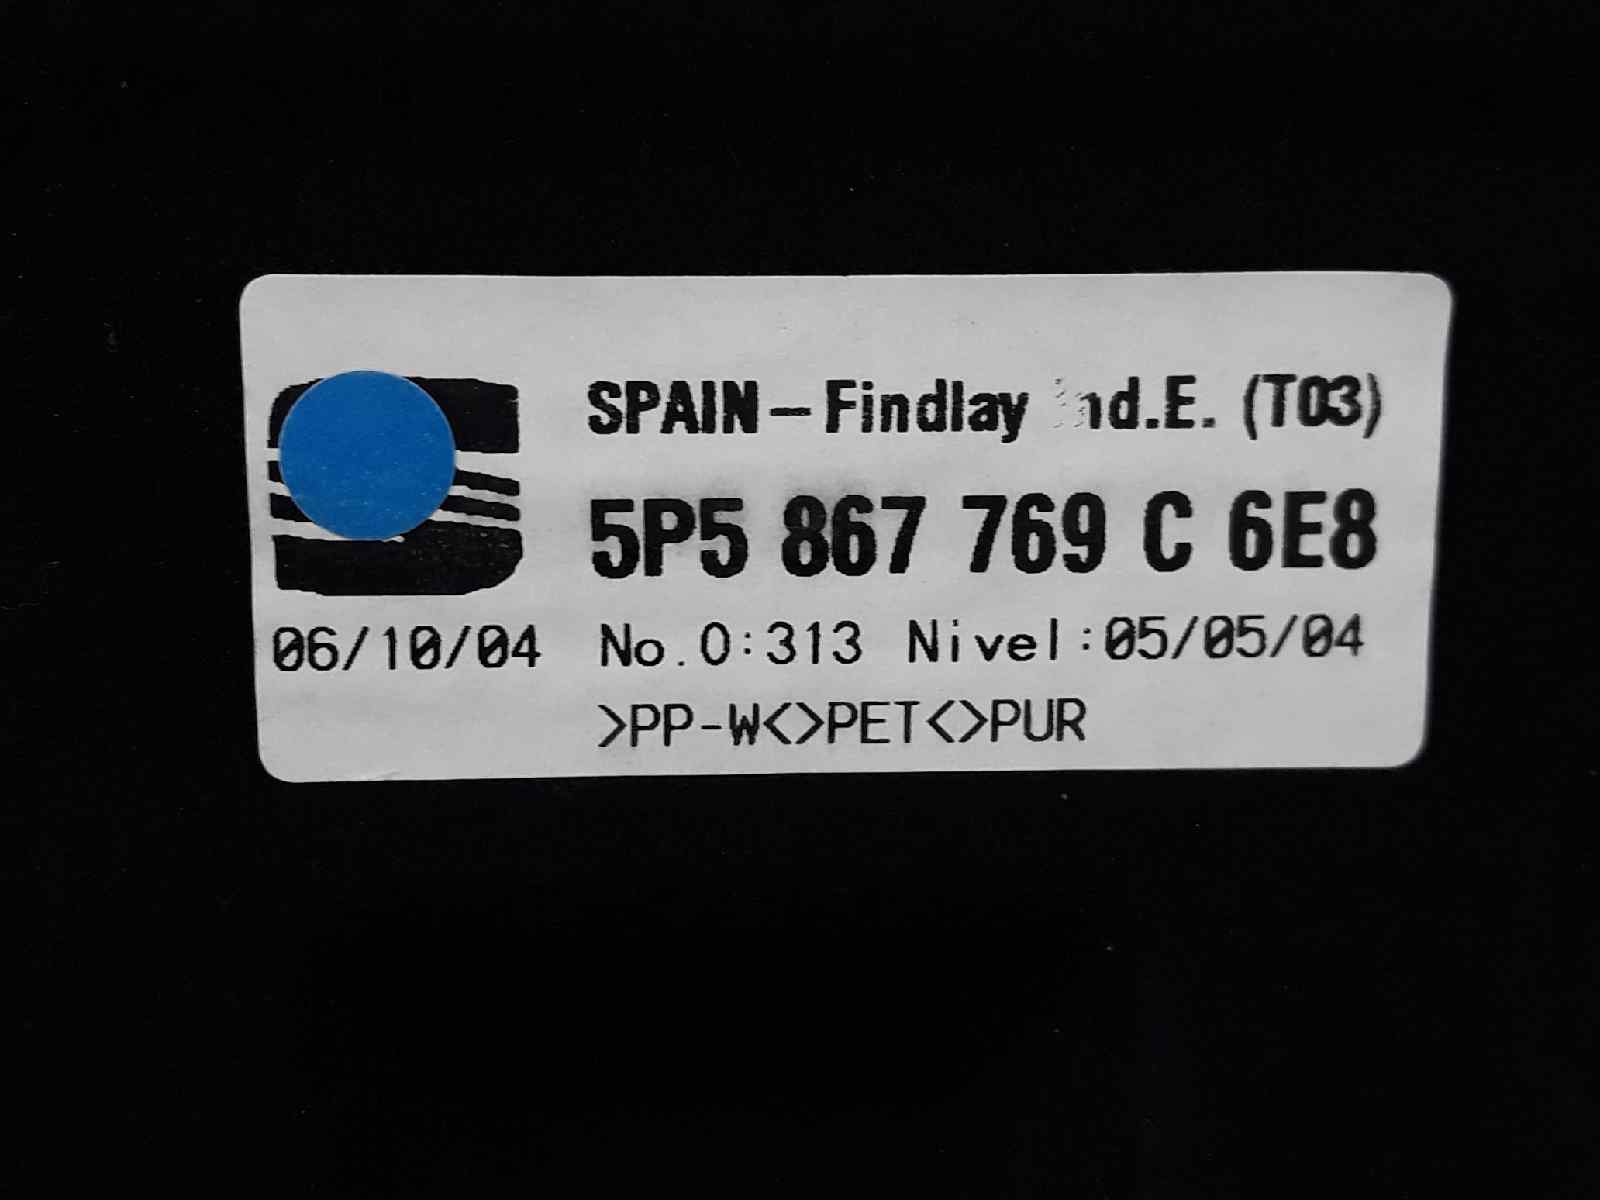 SPAIN-Findlay Ind.E. (T03)
5P5 867 769 C 6E8
06/10/04 No.O:313 Nivel:05/05/04
>PP-W<>PET<>PUR